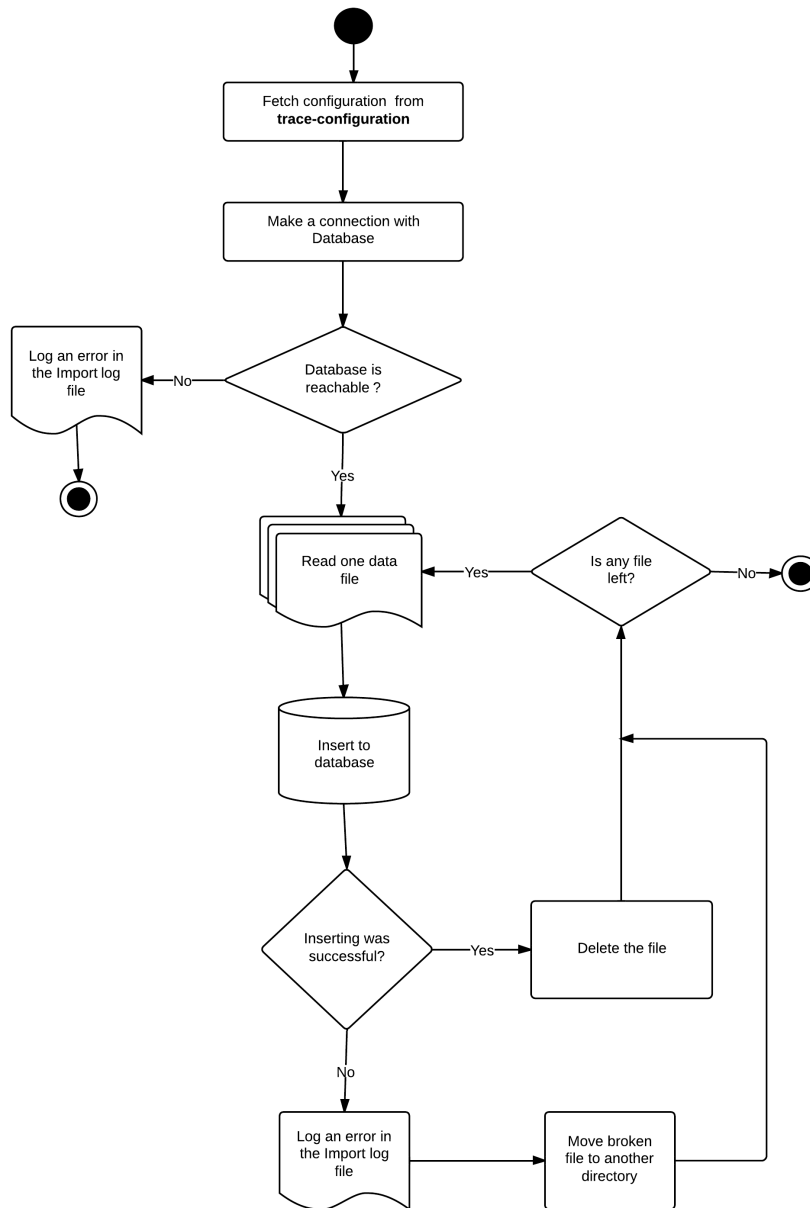 Fetch configuration from
trace-configuration
Make a connection with
Database
Log an error in
the Import log
file
No
Database is
reachable ?
Yes
Read one data
file
Yes
Is any file
left?
No
Insert to
database
Inserting was
successful?
Yes
Delete the file
No
Log an error in
the Import log
file
Move broken
file to another
directory